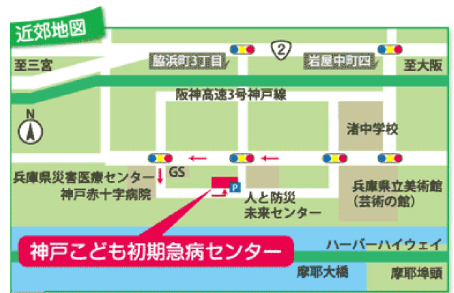 近郊地図
2
至三宮
脇浜町3丁目
岩屋中町四
至大阪
阪神高速3号神戸線
N
渚中学校
兵庫県災害医療センター
神戸赤十字病院
GS
P
人と防災
未来センター
兵庫県立美術館
（芸術の館）
神戸こども初期急病センター
ハーバーハイウェイ
摩耶大橋
摩耶埠頭